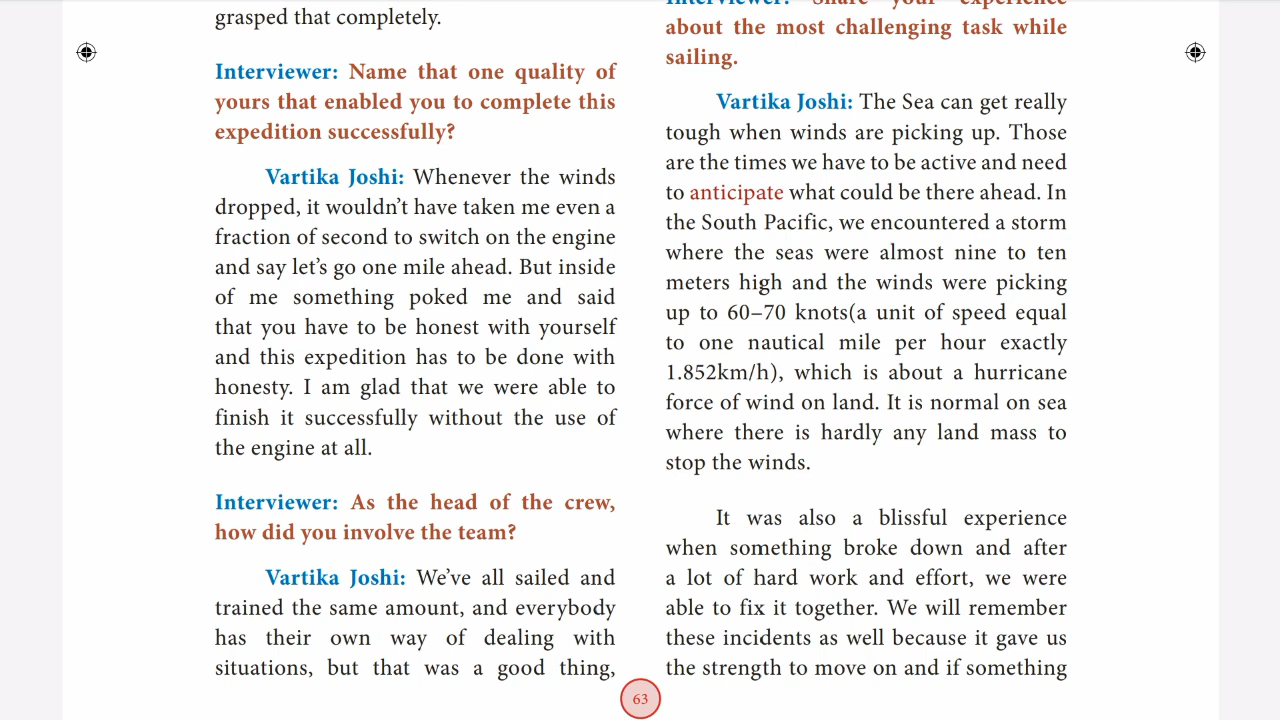 grasped that completely.
Interviewer: Name that one quality of
yours that enabled you to complete this
expedition successfully?
Vartika Joshi: Whenever the winds
dropped, it wouldn’t have taken me even a
fraction of second to switch on the engine
and say let’s go one mile ahead. But inside
of me something poked me and said
that you have to be honest with yourself
and this expedition has to be done with
honesty. I am glad that we were able to
finish it successfully without the use of
the engine at all.
Interviewer: As the head of the crew,
how did you involve the team?
Vartika Joshi: We’ve all sailed and
trained the same amount, and everybody
has their own way of dealing with
situations, but that was a good thing,
Interviewer: Share your experience
about the most challenging task while
sailing.
Vartika Joshi: The Sea can get really
tough when winds are picking up. Those
are the times we have to be active and need
to anticipate what could be there ahead. In
the South Pacific, we encountered a storm
where the seas were almost nine to ten
meters high and the winds were picking
up to 60–70 knots(a unit of speed equal
to one nautical mile per hour exactly
1.852km/h), which is about a hurricane
force of wind on land. It is normal on sea
where there is hardly any land mass to
stop the winds.
It was also a blissful experience
when something broke down and after
a lot of hard work and effort, we were
able to fix it together. We will remember
these incidents as well because it gave us
the strength to move on and if something
63